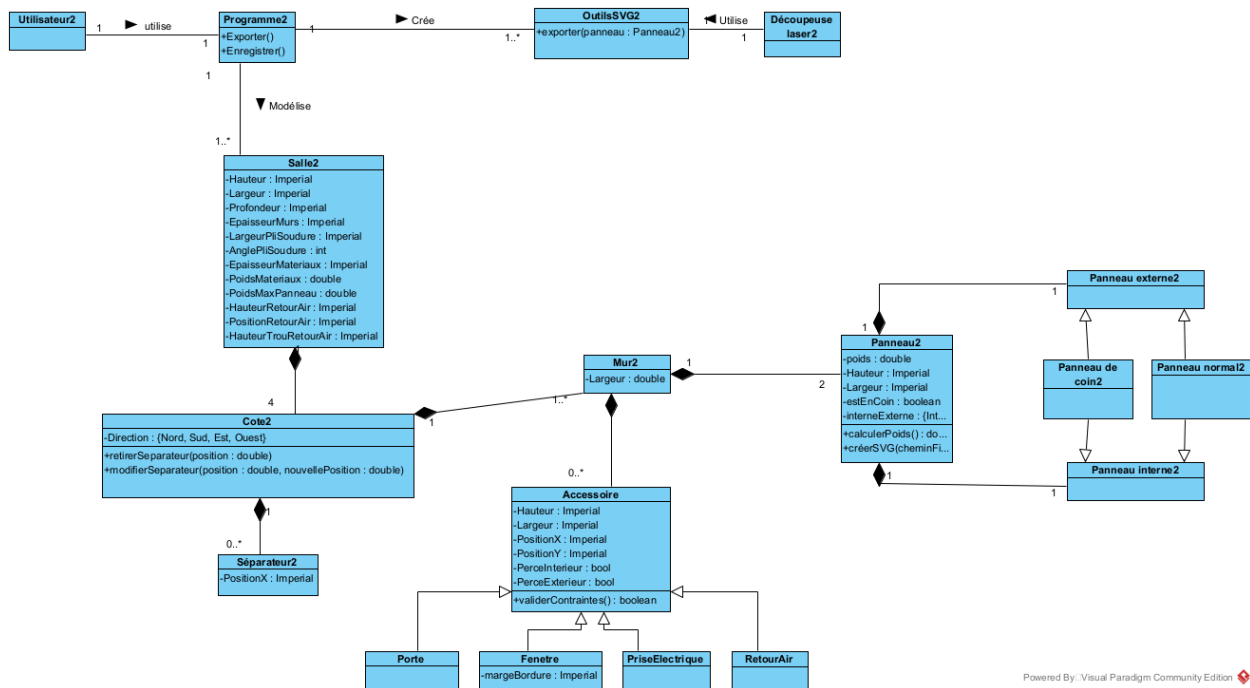 Utilisateur2
1
utilise
1
Programme2
+Exporter()
+Enregistrer()
1
Crée
1..*
OutilsSVG2
+exporter(panneau : Panneau2)
1
Utilise
1
Découpeuse
laser2
1
Modélise
1..*
Salle2
-Hauteur : Imperial
-Largeur : Imperial
-Profondeur : Imperial
-EpaisseurMurs : Imperial
-LargeurPliSoudure : Imperial
-AnglePliSoudure : int
-EpaisseurMateriaux : Imperial
-PoidsMateriaux : double
-PoidsMaxPanneau : double
-HauteurRetourAir : Imperial
-PositionRetourAir : Imperial
-HauteurTrouRetourAir : Imperial
4
Cote2
-Direction : {Nord, Sud, Est, Ouest}
+retirerSeparateur(position : double)
+modifierSeparateur(position : double, nouvellePosition : double)
1
1..*
1
0..*
Séparateur2
-PositionX : Imperial
Mur2
-Largeur : double
1
2
0..*
Accessoire
-Hauteur : Imperial
-Largeur : Imperial
-PositionX : Imperial
-PositionY : Imperial
-PerceInterieur : bool
-PerceExterieur : bool
+validerContraintes() : boolean
Porte
Fenetre
-margeBordure : Imperial
PriseElectrique
RetourAir
Panneau2
-poids : double
-Hauteur : Imperial
-Largeur : Imperial
-estEnCoin : boolean
-interneExterne : {Int...
+calculerPoids() : do...
+créerSVG(cheminFi...
1
1
Panneau externe2
Panneau de
coin2
Panneau normal2
1
1
Panneau interne2
Powered By Visual Paradigm Community Edition